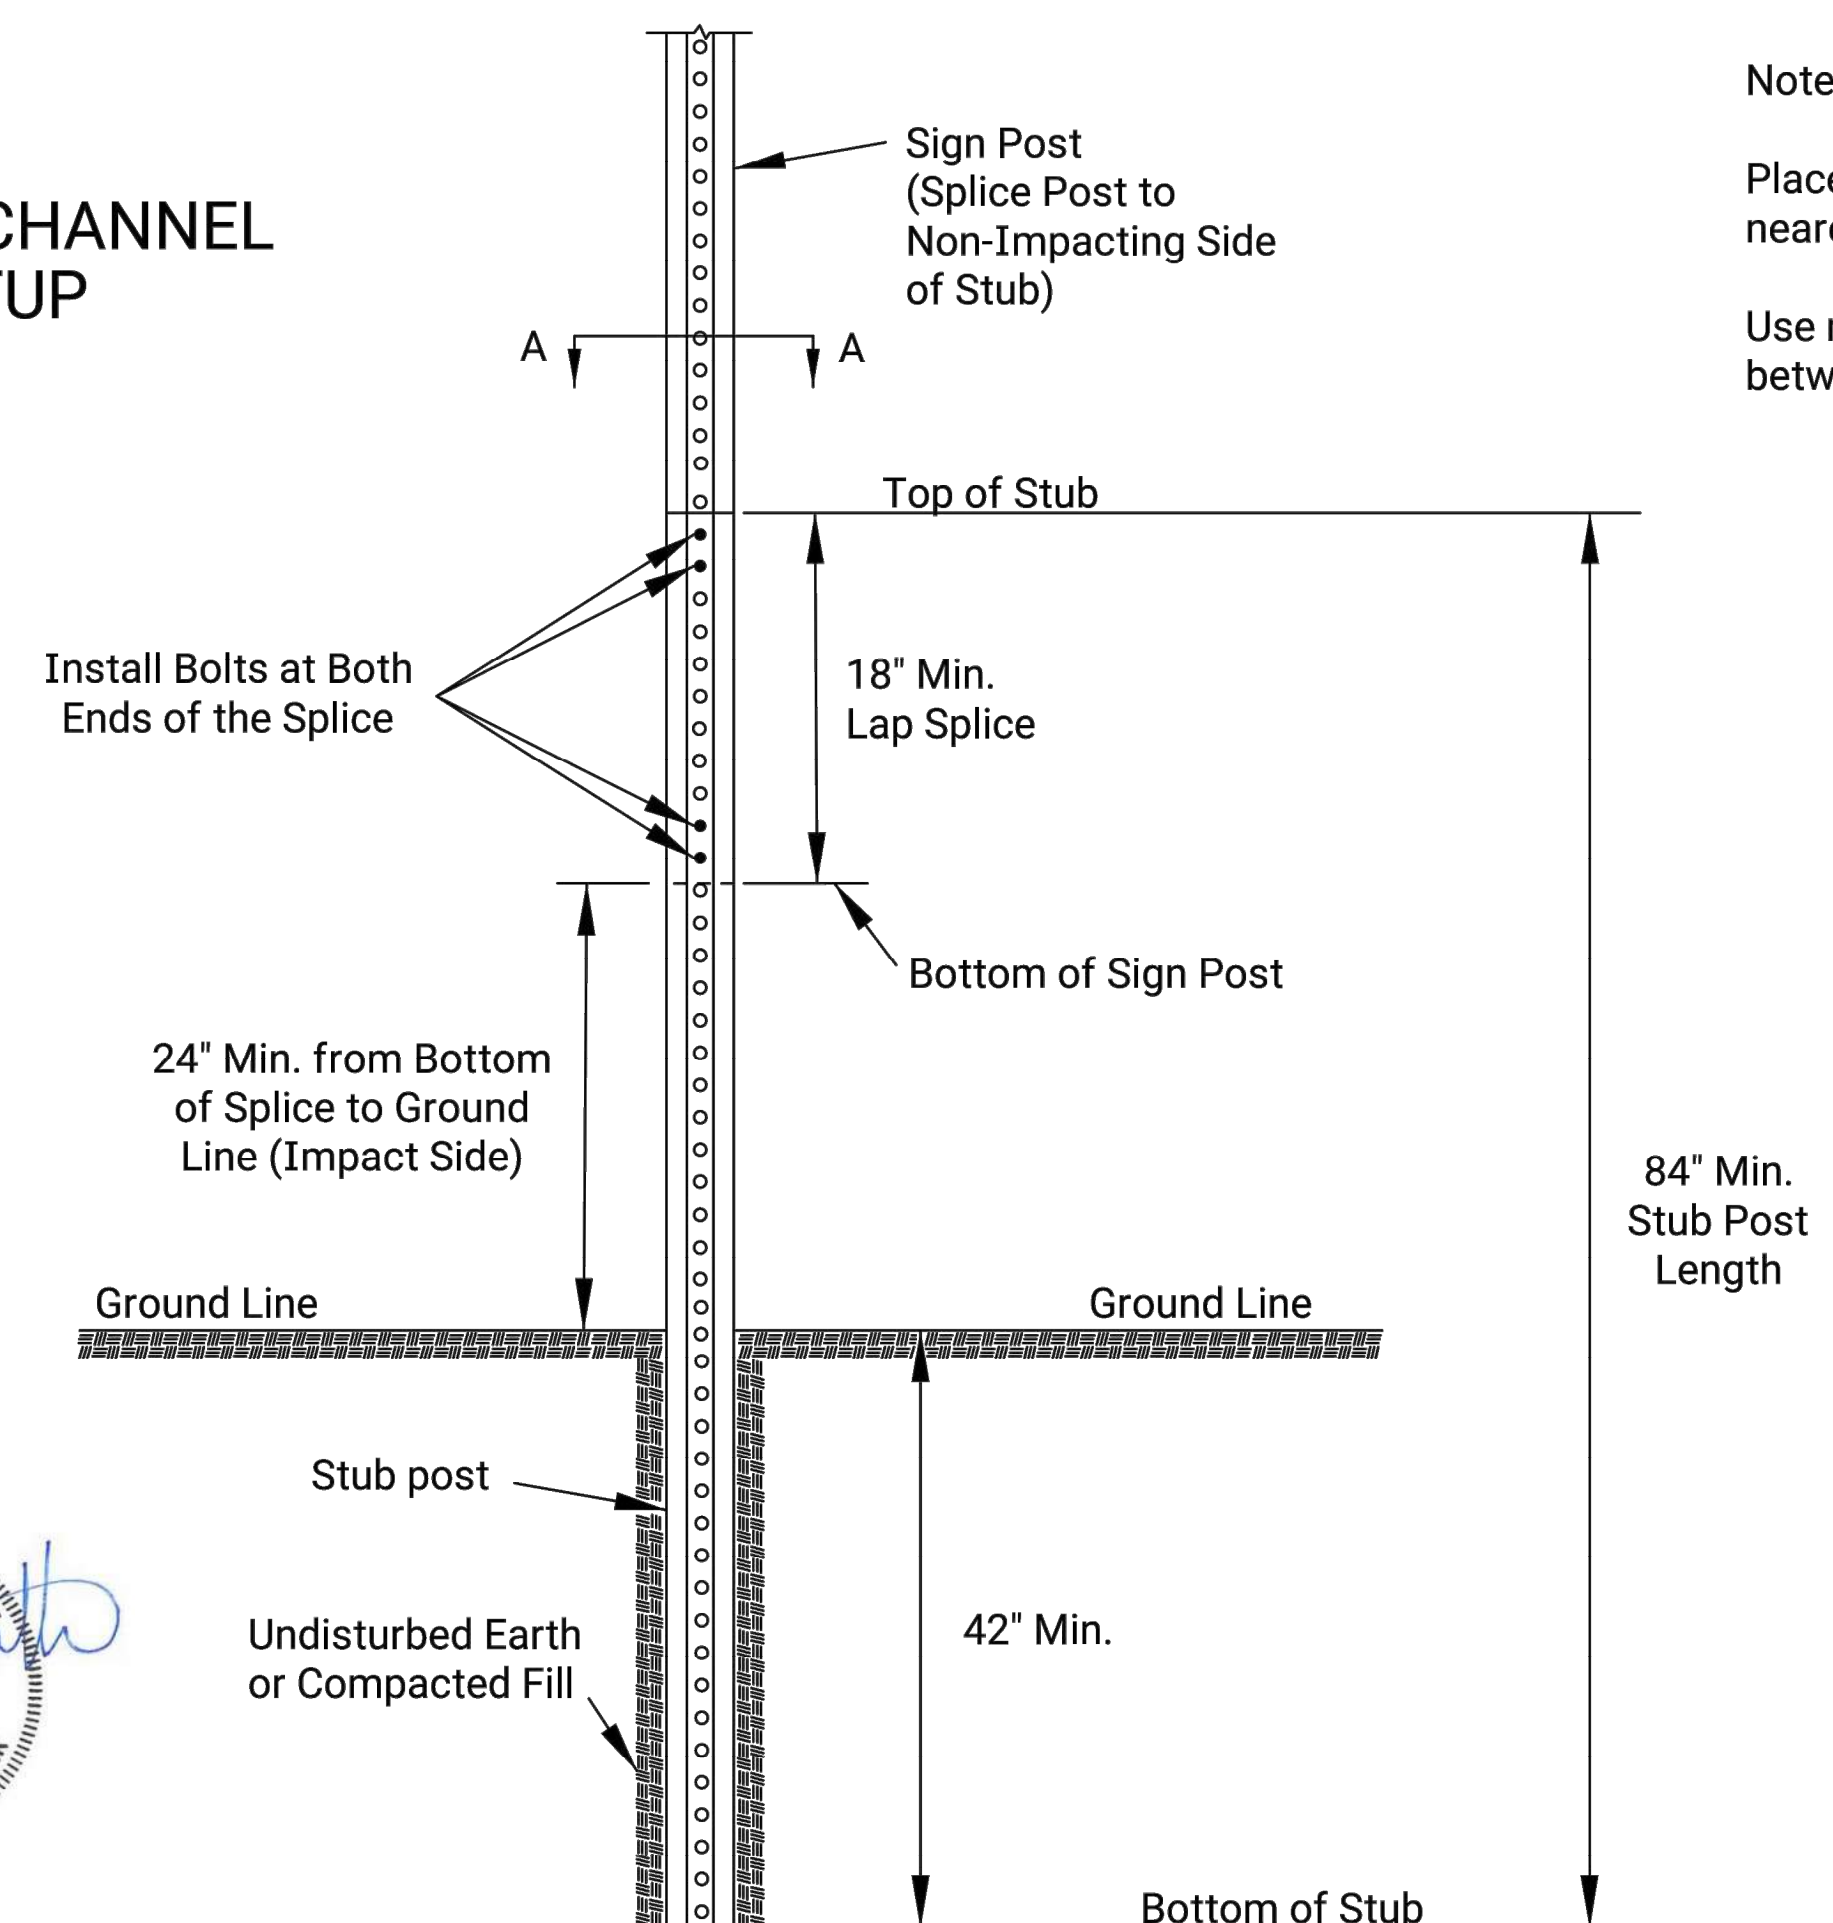 CHANNEL
Sign Post
(Splice Post to
Non-Impacting Side
of Stub)
Note
A
A
Top of Stub
Install Bolts at Both
Ends of the Splice
18" Min.
Lap Splice
Bottom of Sign Post
24" Min. from Bottom
of Splice to Ground
Line (Impact Side)
84" Min.
Stub Post
Length
Ground Line
Ground Line
Stub post
Undisturbed Earth
or Compacted Fill
42" Min.
Bottom of Stub